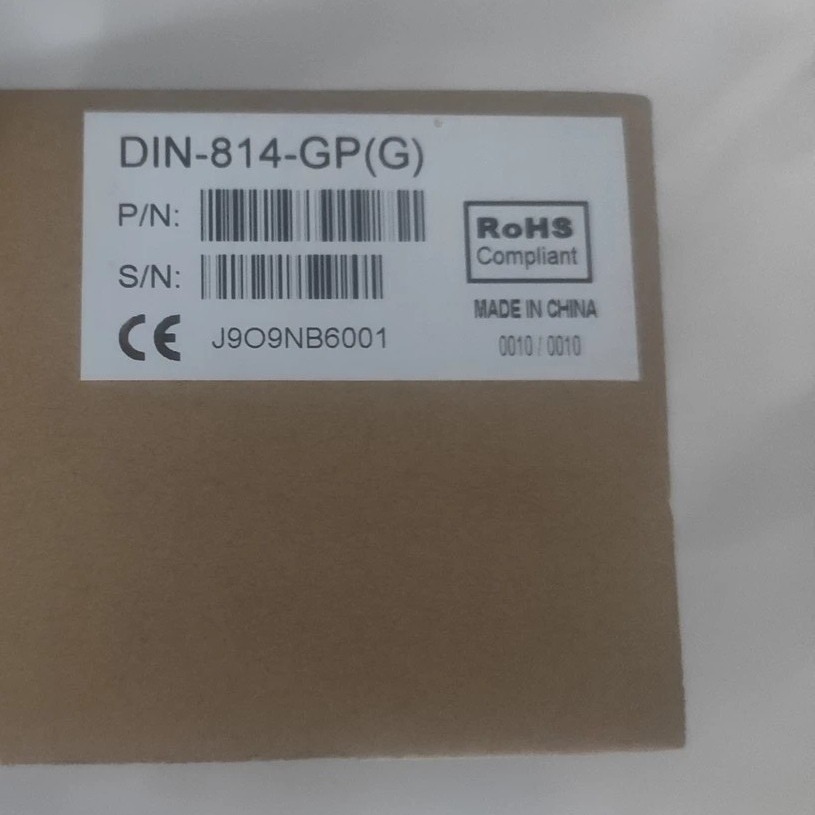 DIN-814-GP(G)
P/N:
S/N:
CE J9O9NB6001
RoHS
Compliant
MADE IN CHINA
0010 / 0010